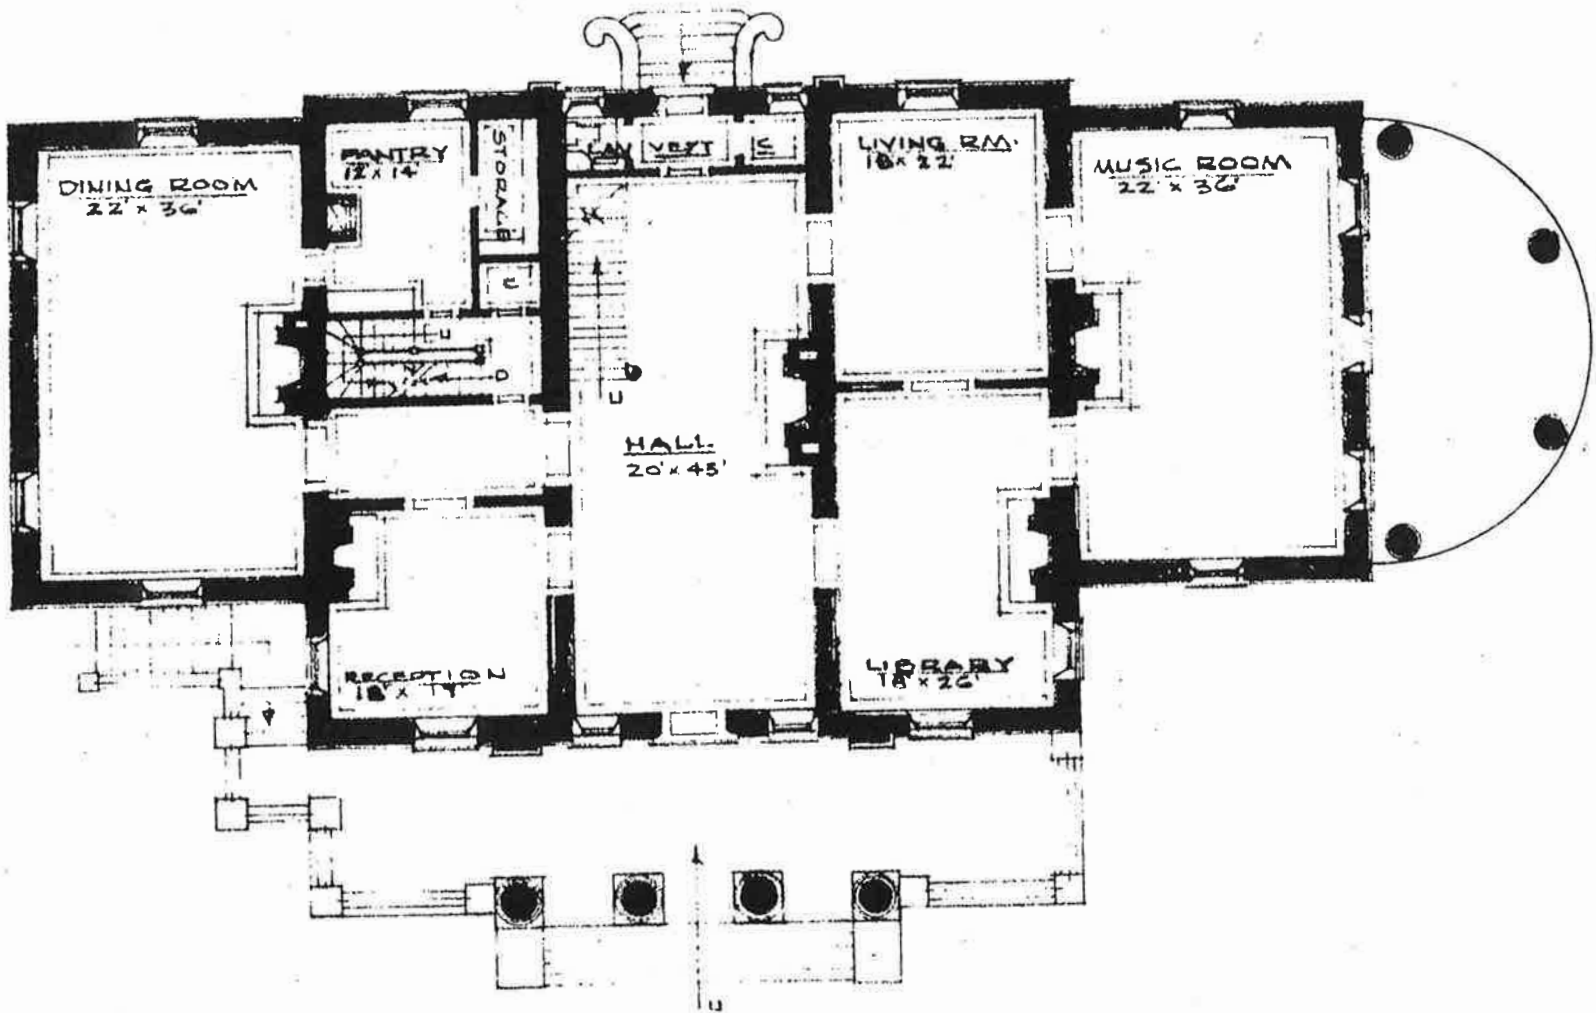 DINING ROOM
22' x 36'
PANTRY
12' x 14'
STORAGE
C
LAV
VEST
C
LIVING RM.
18 x 22'
MUSIC ROOM
22' x 36'
U
D
U
HALL
20' x 45'
RECEPTION
LIBRARY
18' x 26'
U